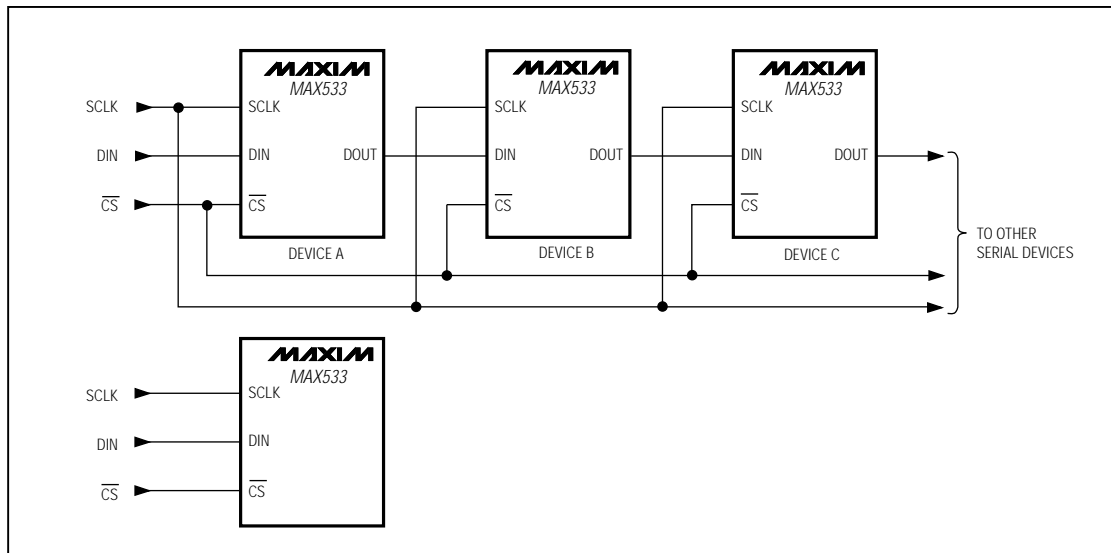 MAXIM
MAX533
SCLK
SCLK
DIN
DIN
DOUT
CS
CS
DEVICE A
MAXIM
MAX533
SCLK
DIN
DOUT
CS
DEVICE B
MAXIM
MAX533
SCLK
DIN
DOUT
CS
DEVICE C
TO OTHER
SERIAL DEVICES
MAXIM
MAX533
SCLK
SCLK
DIN
DIN
CS
CS